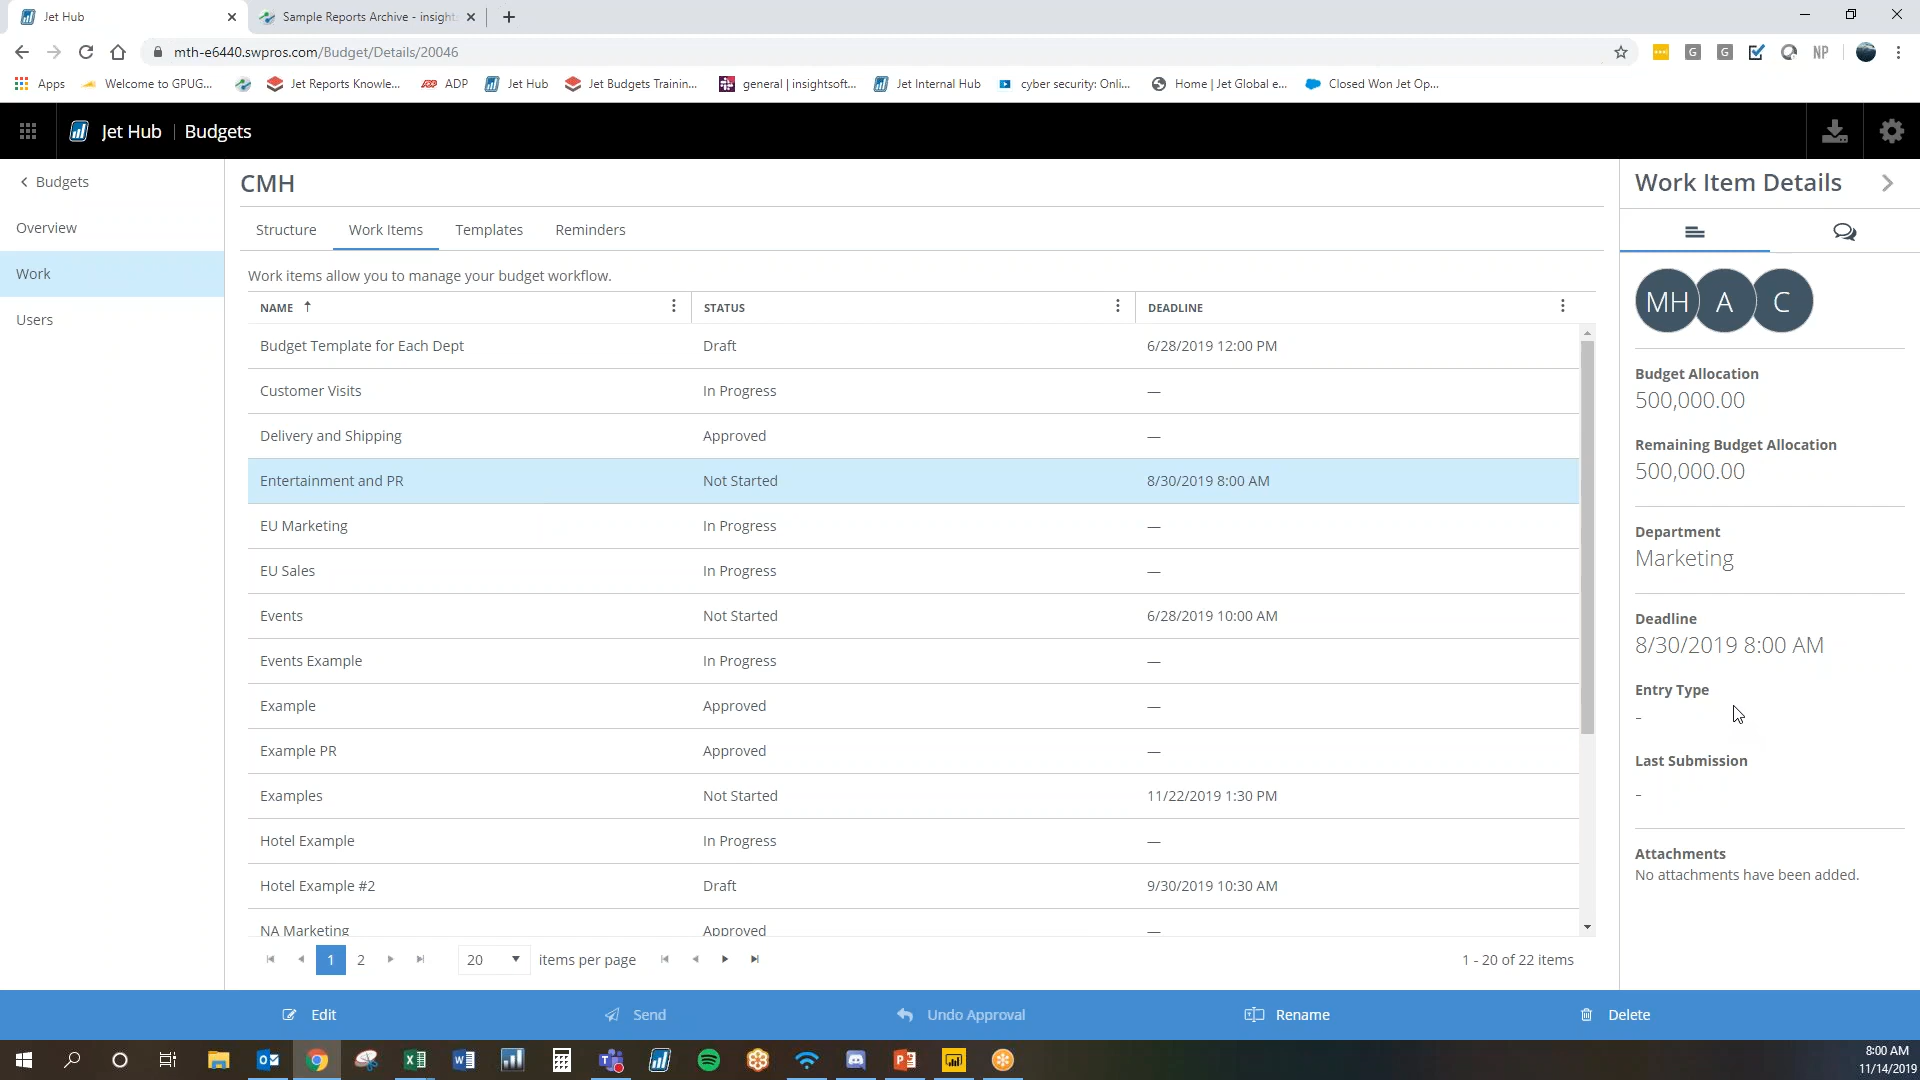 Jet Hub
Sample Reports Archive - insights
mth-e6440.swpros.com/Budget/Details/20046
NP
Apps
Welcome to GPUG...
Jet Reports Knowle...
ADP
Jet Hub
Jet Budgets Trainin...
general | insightsoft...
Jet Internal Hub
cyber security: Onli...
Home | Jet Global e...
Closed Won Jet Op...
Jet Hub | Budgets
Budgets
Overview
Work
Users
CMH
Structure
Work Items
Templates
Reminders
Work items allow you to manage your budget workflow.
NAME STATUS DEADLINE
Budget Template for Each Dept Draft 6/28/2019 12:00 PM
Customer Visits In Progress —
Delivery and Shipping Approved —
Entertainment and PR Not Started 8/30/2019 8:00 AM
EU Marketing In Progress —
EU Sales In Progress —
Events Not Started 6/28/2019 10:00 AM
Events Example In Progress —
Example Approved —
Example PR Approved —
Examples Not Started 11/22/2019 1:30 PM
Hotel Example In Progress —
Hotel Example #2 Draft 9/30/2019 10:30 AM
NA Marketing Approved —
1 2 20 items per page 1 - 20 of 22 items
Work Item Details
MH A C
Budget Allocation
500,000.00
Remaining Budget Allocation
500,000.00
Department
Marketing
Deadline
8/30/2019 8:00 AM
Entry Type
-
Last Submission
-
Attachments
No attachments have been added.
Edit Send Undo Approval Rename Delete
8:00 AM
11/14/2019